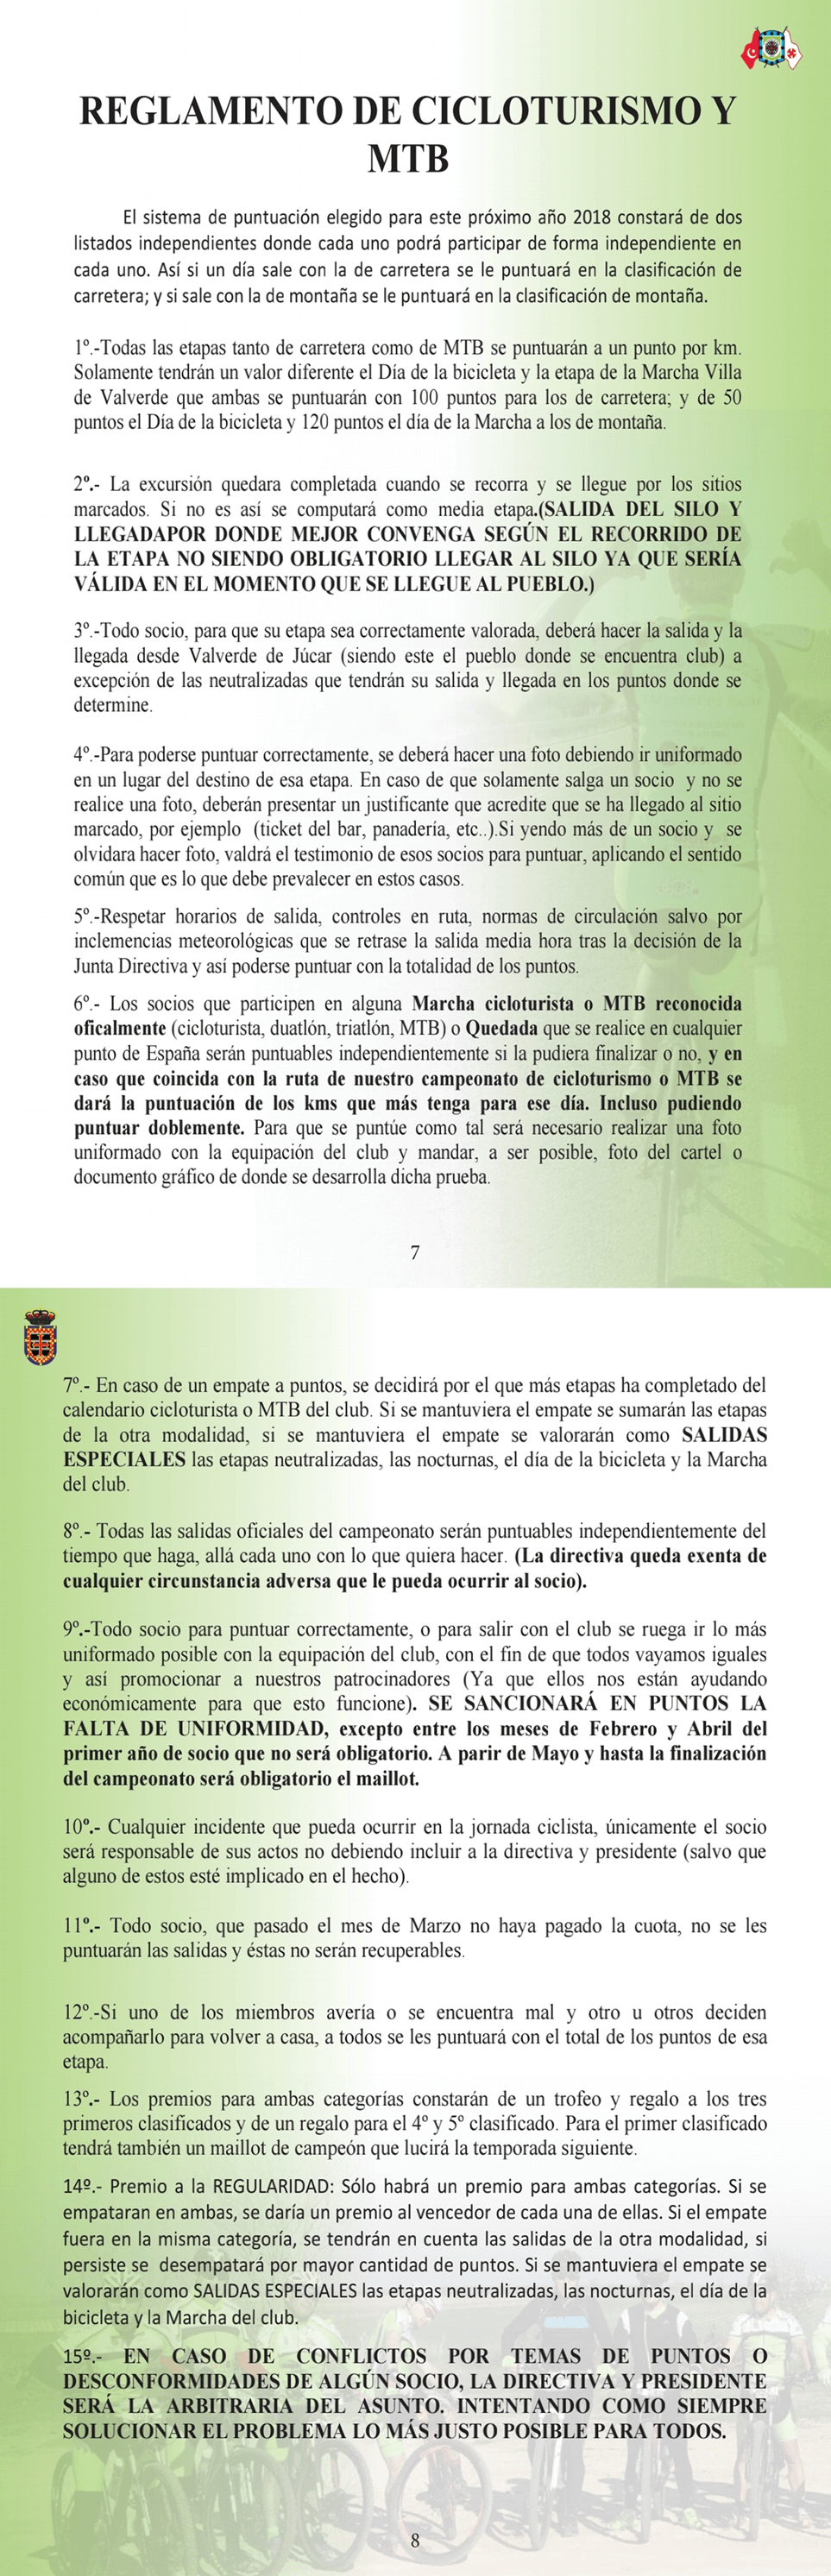 REGLAMENTO DE CICLOTURISMO Y
MTB
El sistema de puntuación elegido para este próximo año 2018 constará de dos
listados independientes donde cada uno podrá participar de forma independiente en
cada uno. Así si un día sale con la de carretera se le puntuará en la clasificación de
carretera; y si sale con la de montaña se le puntuará en la clasificación de montaña.
1º.-Todas las etapas tanto de carretera como de MTB se puntuarán a un punto por km.
Solamente tendrán un valor diferente el Día de la bicicleta y la etapa de la Marcha Villa
de Valverde que ambas se puntuarán con 100 puntos para los de carretera; y de 50
puntos el Día de la bicicleta y 120 puntos el día de la Marcha a los de montaña.
2º.- La excursión quedara completada cuando se recorra y se llegue por los sitios
marcados. Si no es así se computará como media etapa.(SALIDA DEL SILO Y
LLEGADAPOR DONDE MEJOR CONVENGA SEGÚN EL RECORRIDO DE
LA ETAPA NO SIENDO OBLIGATORIO LLEGAR AL SILO YA QUE SERÍA
VÁLIDA EN EL MOMENTO QUE SE LLEGUE AL PUEBLO.)
3º.-Todo socio, para que su etapa sea correctamente valorada, deberá hacer la salida y la
llegada desde Valverde de Júcar (siendo este el pueblo donde se encuentra club) a
excepción de las neutralizadas que tendrán su salida y llegada en los puntos donde se
determine.
4º.-Para poderse puntuar correctamente, se deberá hacer una foto debiendo ir uniformado
en un lugar del destino de esa etapa. En caso de que solamente salga un socio y no se
realice una foto, deberán presentar un justificante que acredite que se ha llegado al sitio
marcado, por ejemplo (ticket del bar, panadería, etc..).Si yendo más de un socio y se
olvidara hacer foto, valdrá el testimonio de esos socios para puntuar, aplicando el sentido
común que es lo que debe prevalecer en estos casos.
5º.-Respetar horarios de salida, controles en ruta, normas de circulación salvo por
inclemencias meteorológicas que se retrase la salida media hora tras la decisión de la
Junta Directiva y así poderse puntuar con la totalidad de los puntos.
6º.- Los socios que participen en alguna Marcha cicloturista o MTB reconocida
oficalmente (cicloturista, duatlón, triatlón, MTB) o Quedada que se realice en cualquier
punto de España serán puntuables independientemente si la pudiera finalizar o no, y en
caso que coincida con la ruta de nuestro campeonato de cicloturismo o MTB se
dará la puntuación de los kms que más tenga para ese día. Incluso pudiendo
puntuar doblemente. Para que se puntúe como tal será necesario realizar una foto
uniformado con la equipación del club y mandar, a ser posible, foto del cartel o
documento gráfico de donde se desarrolla dicha prueba.
7
7º.- En caso de un empate a puntos, se decidirá por el que más etapas ha completado del
calendario cicloturista o MTB del club. Si se mantuviera el empate se sumarán las etapas
de la otra modalidad, si se mantuviera el empate se valorarán como SALIDAS
ESPECIALES las etapas neutralizadas, las nocturnas, el día de la bicicleta y la Marcha
del club.
8º.- Todas las salidas oficiales del campeonato serán puntuables independientemente del
tiempo que haga, allá cada uno con lo que quiera hacer. (La directiva queda exenta de
cualquier circunstancia adversa que le pueda ocurrir al socio).
9º.-Todo socio para puntuar correctamente, o para salir con el club se ruega ir lo más
uniformado posible con la equipación del club, con el fin de que todos vayamos iguales
y así promocionar a nuestros patrocinadores (Ya que ellos nos están ayudando
económicamente para que esto funcione). SE SANCIONARÁ EN PUNTOS LA
FALTA DE UNIFORMIDAD, excepto entre los meses de Febrero y Abril del
primer año de socio que no será obligatorio. A parir de Mayo y hasta la finalización
del campeonato será obligatorio el maillot.
10º.- Cualquier incidente que pueda ocurrir en la jornada ciclista, únicamente el socio
será responsable de sus actos no debiendo incluir a la directiva y presidente (salvo que
alguno de estos esté implicado en el hecho).
11º.- Todo socio, que pasado el mes de Marzo no haya pagado la cuota, no se les
puntuarán las salidas y éstas no serán recuperables.
12º.-Si uno de los miembros avería o se encuentra mal y otro u otros deciden
acompañarlo para volver a casa, a todos se les puntuará con el total de los puntos de esa
etapa.
13º.- Los premios para ambas categorías constarán de un trofeo y regalo a los tres
primeros clasificados y de un regalo para el 4º y 5º clasificado. Para el primer clasificado
tendrá también un maillot de campeón que lucirá la temporada siguiente.
14º.- Premio a la REGULARIDAD: Sólo habrá un premio para ambas categorías. Si se
empataran en ambas, se daría un premio al vencedor de cada una de ellas. Si el empate
fuera en la misma categoría, se tendrán en cuenta las salidas de la otra modalidad, si
persiste se desempatará por mayor cantidad de puntos. Si se mantuviera el empate se
valorarán como SALIDAS ESPECIALES las etapas neutralizadas, las nocturnas, el día de la
bicicleta y la Marcha del club.
15º.- EN CASO DE CONFLICTOS POR TEMAS DE PUNTOS O
DESCONFORMIDADES DE ALGÚN SOCIO, LA DIRECTIVA Y PRESIDENTE
SERÁ LA ARBITRARIA DEL ASUNTO. INTENTANDO COMO SIEMPRE
SOLUCIONAR EL PROBLEMA LO MÁS JUSTO POSIBLE PARA TODOS.
8